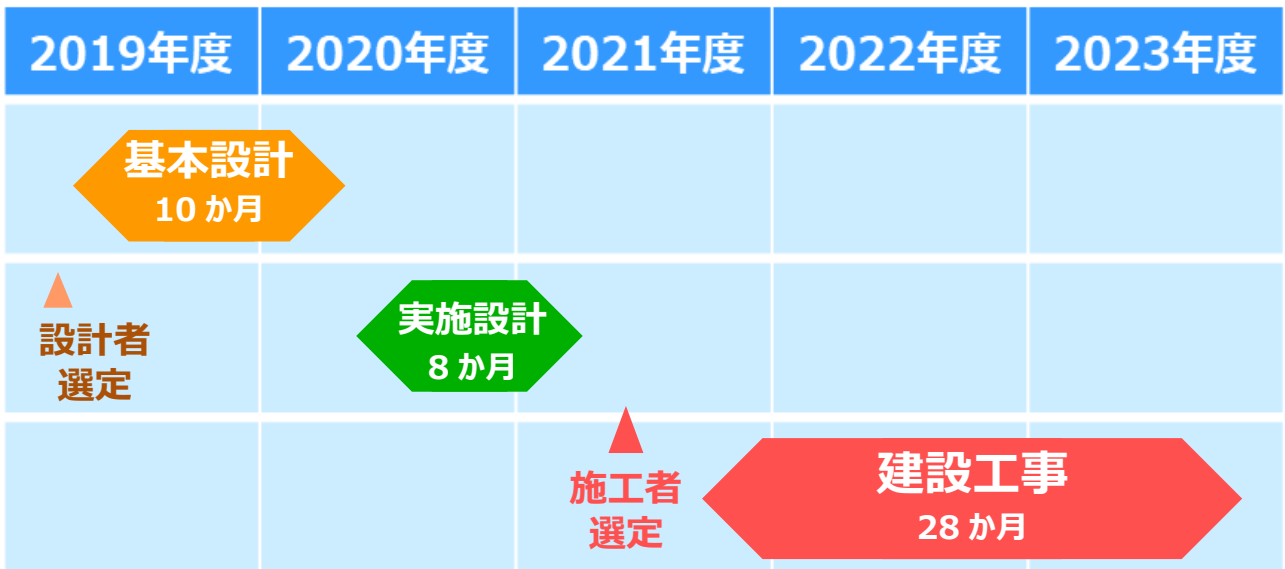 2019年度
2020年度
2021年度
2022年度
2023年度
基本設計
10 か月
設計者
選定
実施設計
8 か月
施工者
選定
建設工事
28 か月